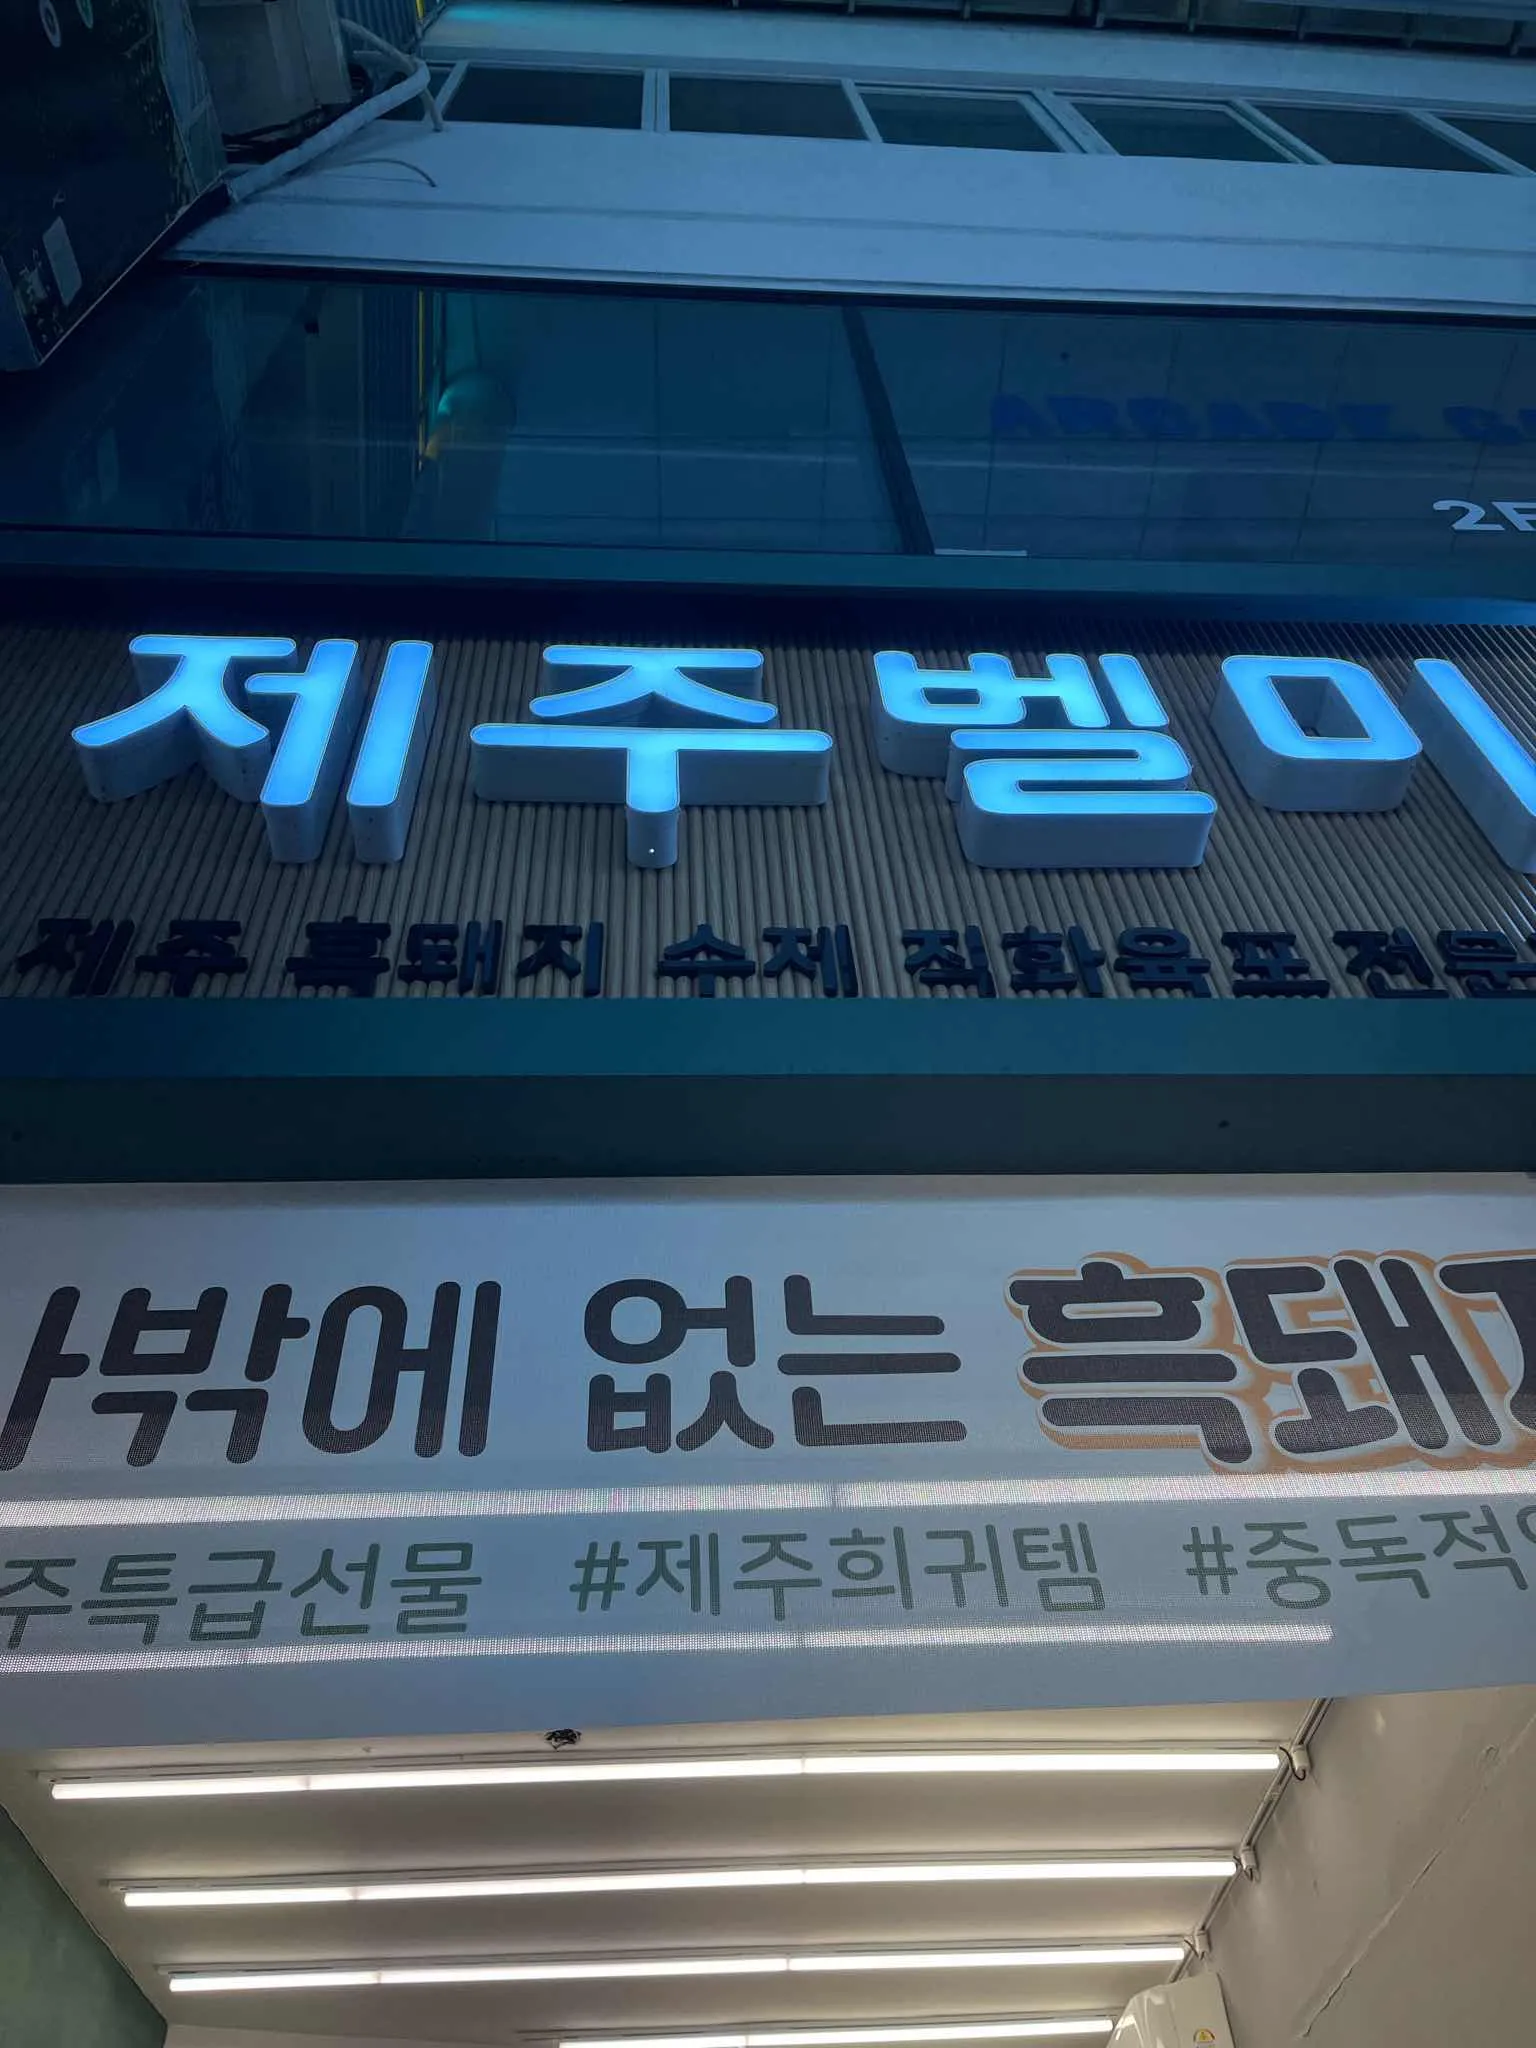 2F
제주벨미
제주 흑돼지 수제 직화육포전문
밖에 없는 흑돼지
주특급선물 #제주희귀템 #중독적